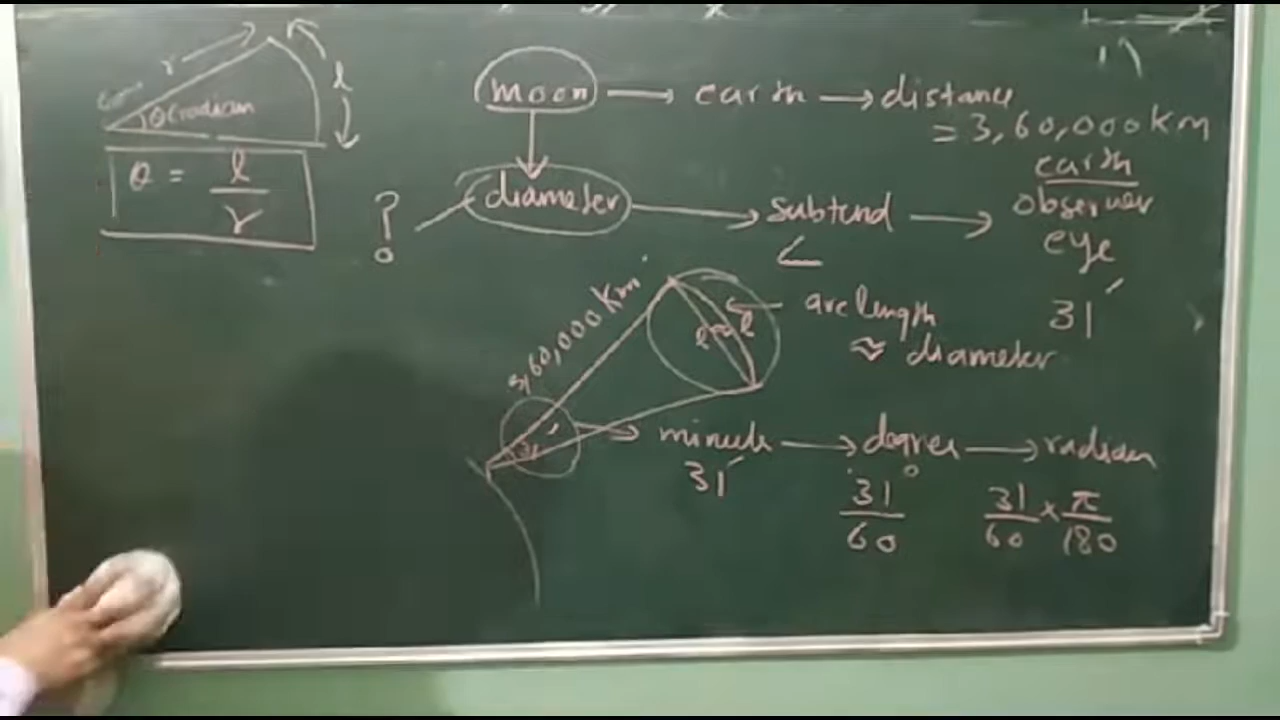 r
l
θ radian
θ = l / r
moon → earth → distance
= 3,60,000 km
diameter → subtend → earth
observer
eye
?
∠
31′
3,60,000 km
l ≈ l
← arc length
≈ diameter
31′
→ minute → degree → radian
31′
31° / 60
31 / 60 × π / 180